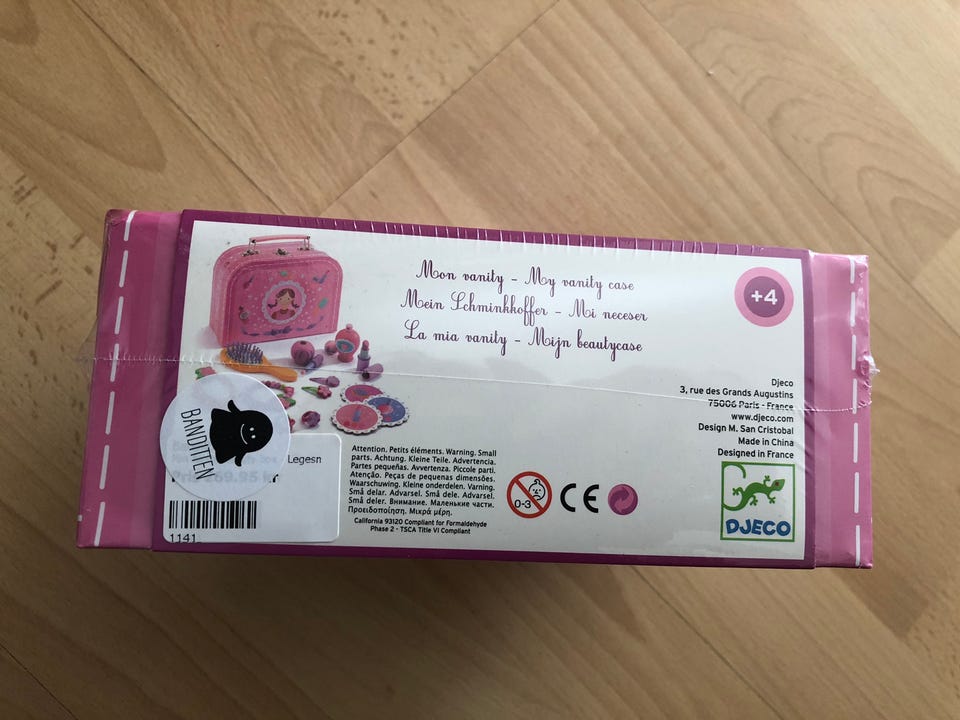 Mon vanity - My vanity case
Mein Schminkkoffer - Mi neceser
La mia vanity - Mijn beautycase
+4
Djeco
3, rue des Grands Augustins
75006 Paris - France
www.djeco.com
Design M. San Cristobal
Made in China
Designed in France
Attention. Petits éléments. Warning. Small
parts. Achtung. Kleine Teile. Advertencia.
Partes pequeñas. Avvertenza. Piccole parti.
Atenção. Peças de pequenas dimensões.
Waarschuwing. Kleine onderdelen. Varning.
Små delar. Advarsel. Små dele. Advarsel.
Små deler. Внимание. Маленькие части.
Προειδοποίηση. Μικρά μέρη.
California 93120 Compliant for Formaldehyde
Phase 2 - TSCA Title VI Compliant
0-3
CE
DJECO
BANDITTEN
Legesn
1141